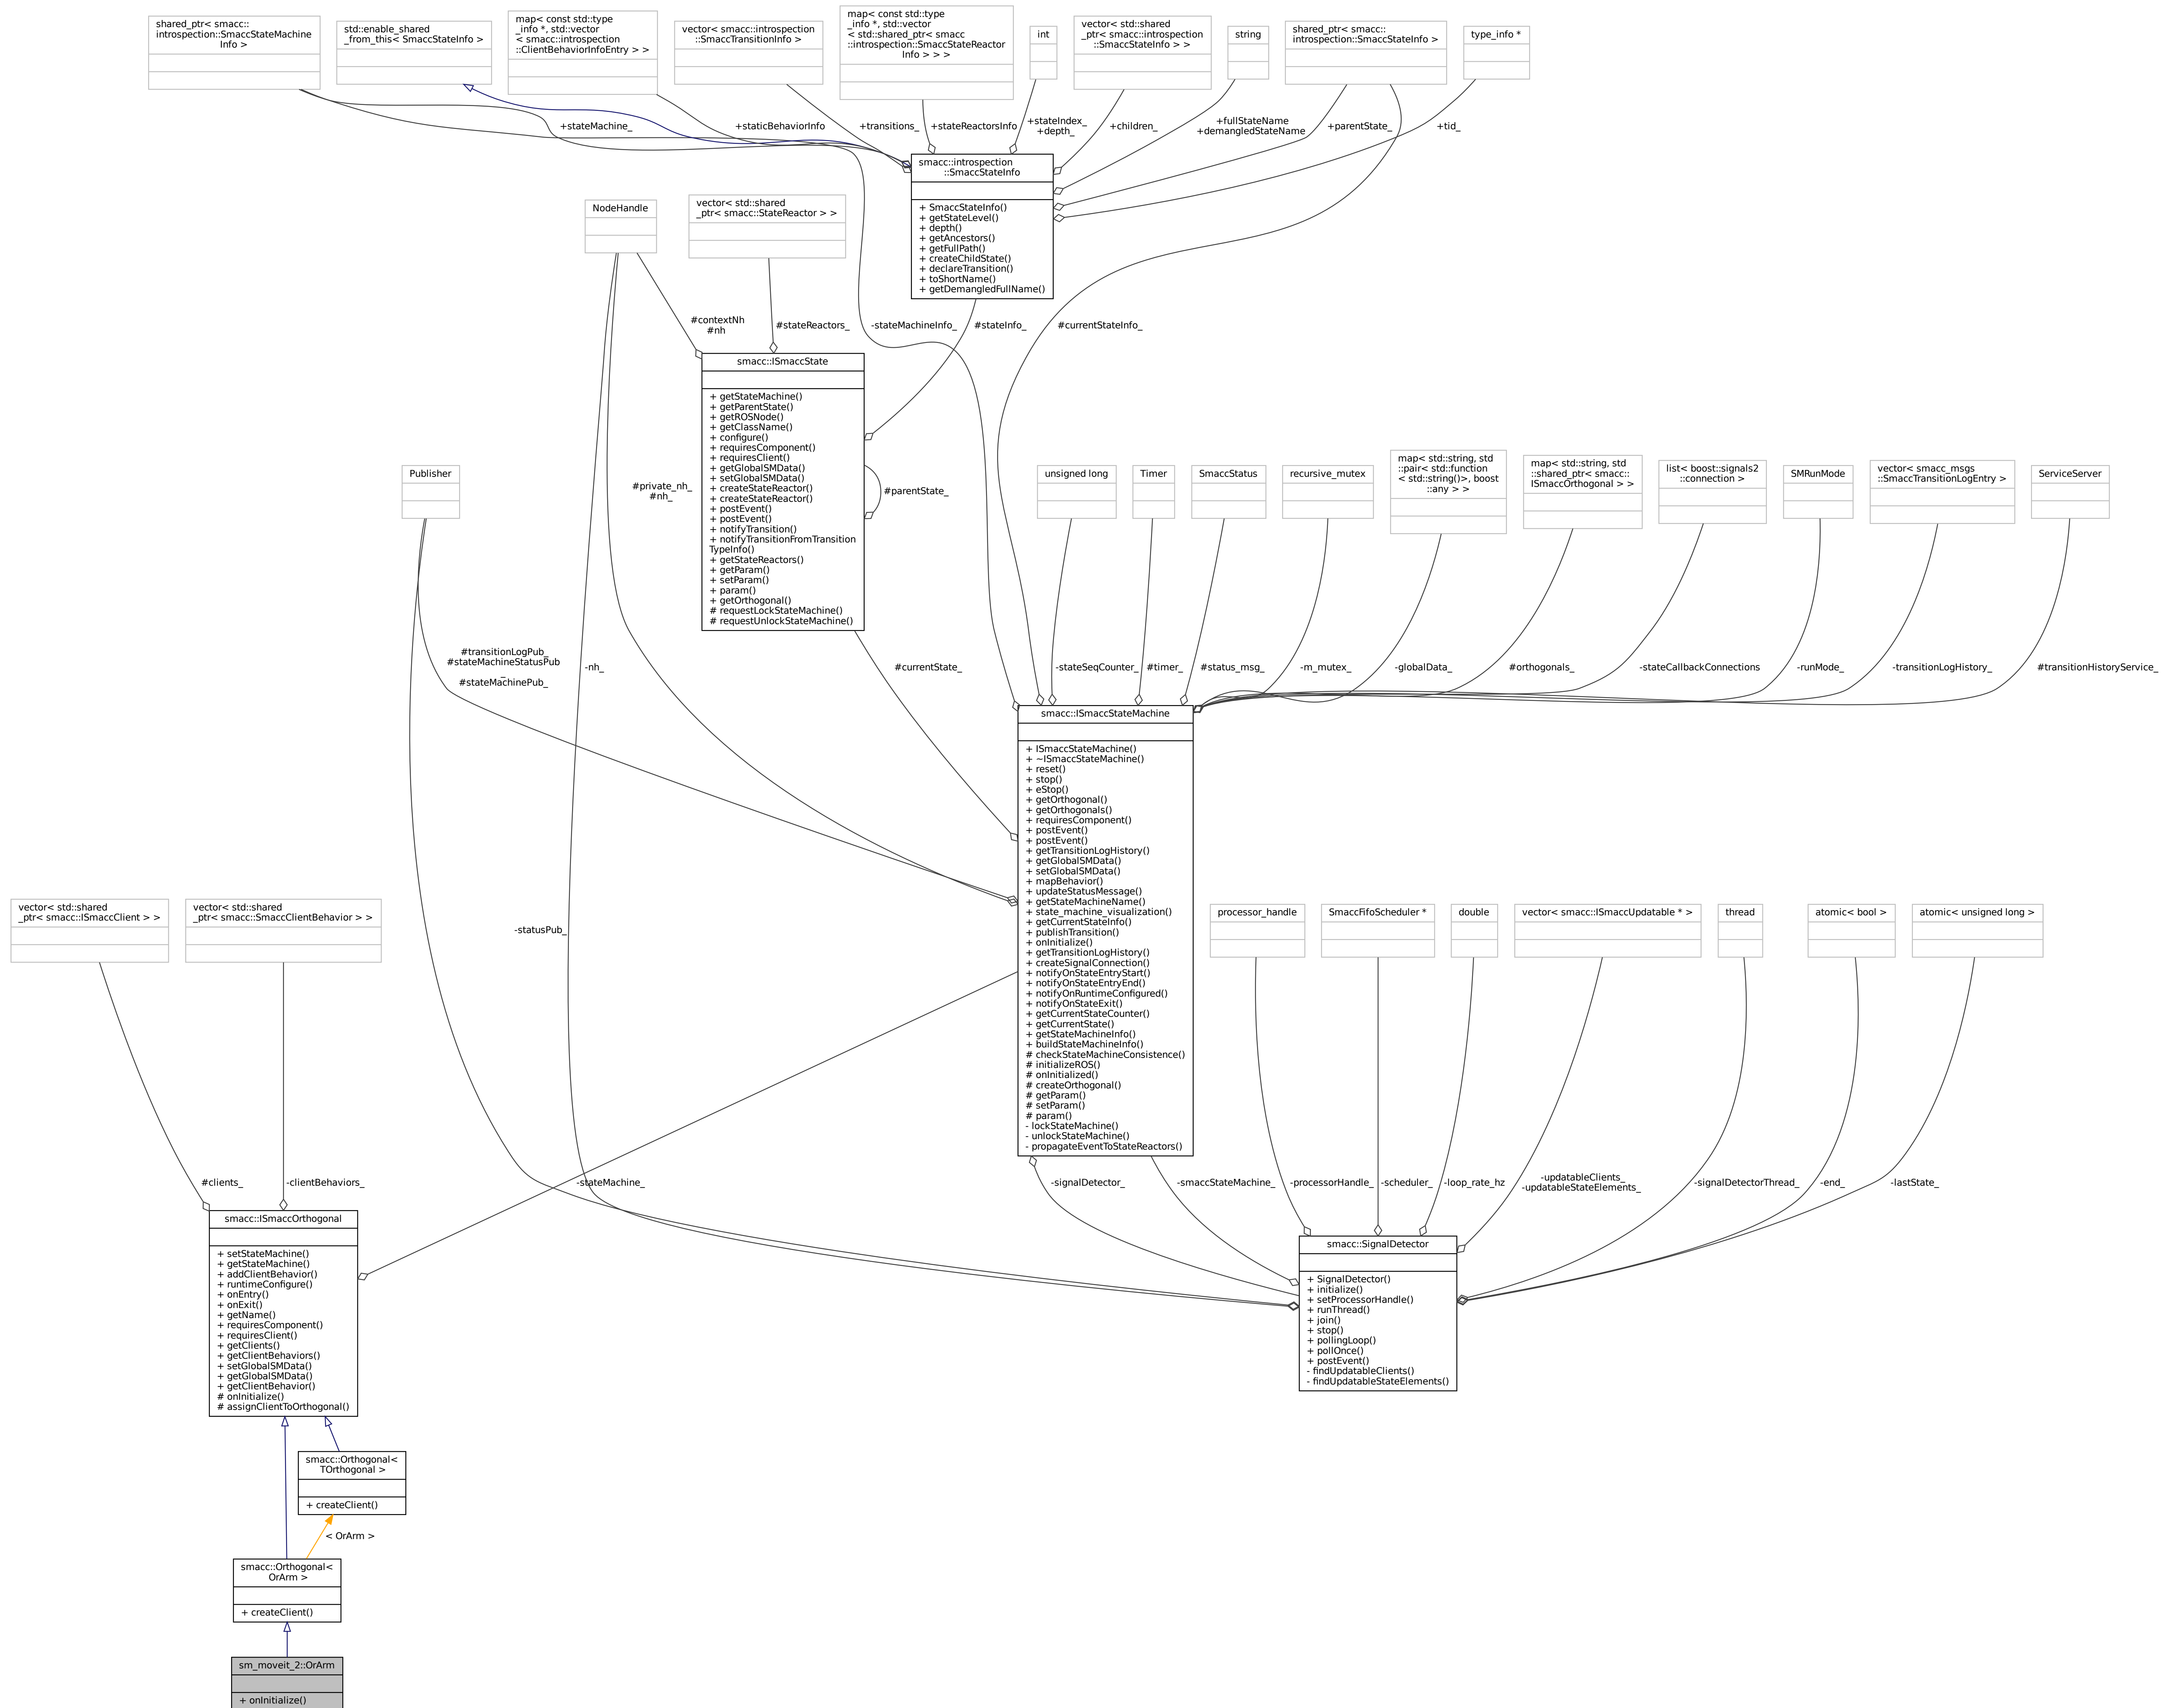 shared_ptr< smacc::
introspection::SmaccStateMachine
Info >
std::enable_shared
_from_this< SmaccStateInfo >
map< const std::type
_info *, std::vector
< smacc::introspection
::ClientBehaviorInfoEntry > >
vector< smacc::introspection
::SmaccTransitionInfo >
map< const std::type
_info *, std::vector
< std::shared_ptr< smacc
::introspection::SmaccStateReactor
Info > > >
int
vector< std::shared
_ptr< smacc::introspection
::SmaccStateInfo > >
string
shared_ptr< smacc::
introspection::SmaccStateInfo >
type_info *
+stateMachine_
+staticBehaviorInfo
+transitions_
+stateReactorsInfo
+stateIndex_
+depth_
+children_
+fullStateName
+demangledStateName
+parentState_
+tid_
smacc::introspection
::SmaccStateInfo
+ SmaccStateInfo()
+ getStateLevel()
+ depth()
+ getAncestors()
+ getFullPath()
+ createChildState()
+ declareTransition()
+ toShortName()
+ getDemangledFullName()
NodeHandle
vector< std::shared
_ptr< smacc::StateReactor > >
#contextNh
#nh
#stateReactors_
-stateMachineInfo_
#stateInfo_
#currentStateInfo_
smacc::ISmaccState
+ getStateMachine()
+ getParentState()
+ getROSNode()
+ getClassName()
+ configure()
+ requiresComponent()
+ requiresClient()
+ getGlobalSMData()
+ setGlobalSMData()
+ createStateReactor()
+ createStateReactor()
+ postEvent()
+ postEvent()
+ notifyTransition()
+ notifyTransitionFromTransition
TypeInfo()
+ getStateReactors()
+ getParam()
+ setParam()
+ param()
+ getOrthogonal()
# requestLockStateMachine()
# requestUnlockStateMachine()
#parentState_
Publisher
#private_nh_
#nh_
unsigned long
Timer
SmaccStatus
recursive_mutex
map< std::string, std
::pair< std::function
< std::string()>, boost
::any > >
map< std::string, std
::shared_ptr< smacc::
ISmaccOrthogonal > >
list< boost::signals2
::connection >
SMRunMode
vector< smacc_msgs
::SmaccTransitionLogEntry >
ServiceServer
#transitionLogPub_
#stateMachineStatusPub
_
#stateMachinePub_
-nh_
#currentState_
-stateSeqCounter_
#timer_
#status_msg_
-m_mutex_
-globalData_
#orthogonals_
-stateCallbackConnections
-runMode_
-transitionLogHistory_
#transitionHistoryService_
smacc::ISmaccStateMachine
+ ISmaccStateMachine()
+ ~ISmaccStateMachine()
+ reset()
+ stop()
+ eStop()
+ getOrthogonal()
+ getOrthogonals()
+ requiresComponent()
+ postEvent()
+ postEvent()
+ getTransitionLogHistory()
+ getGlobalSMData()
+ setGlobalSMData()
+ mapBehavior()
+ updateStatusMessage()
+ getStateMachineName()
+ state_machine_visualization()
+ getCurrentStateInfo()
+ publishTransition()
+ onInitialize()
+ getTransitionLogHistory()
+ createSignalConnection()
+ notifyOnStateEntryStart()
+ notifyOnStateEntryEnd()
+ notifyOnRuntimeConfigured()
+ notifyOnStateExit()
+ getCurrentStateCounter()
+ getCurrentState()
+ getStateMachineInfo()
+ buildStateMachineInfo()
# checkStateMachineConsistence()
# initializeROS()
# onInitialized()
# createOrthogonal()
# getParam()
# setParam()
# param()
- lockStateMachine()
- unlockStateMachine()
- propagateEventToStateReactors()
vector< std::shared
_ptr< smacc::ISmaccClient > >
vector< std::shared
_ptr< smacc::SmaccClientBehavior > >
-statusPub_
processor_handle
SmaccFifoScheduler *
double
vector< smacc::ISmaccUpdatable * >
thread
atomic< bool >
atomic< unsigned long >
#clients_
-clientBehaviors_
-stateMachine_
-signalDetector_
-smaccStateMachine_
-processorHandle_
-scheduler_
-loop_rate_hz
-updatableClients_
-updatableStateElements_
-signalDetectorThread_
-end_
-lastState_
smacc::ISmaccOrthogonal
+ setStateMachine()
+ getStateMachine()
+ addClientBehavior()
+ runtimeConfigure()
+ onEntry()
+ onExit()
+ getName()
+ requiresComponent()
+ requiresClient()
+ getClients()
+ getClientBehaviors()
+ setGlobalSMData()
+ getGlobalSMData()
+ getClientBehavior()
# onInitialize()
# assignClientToOrthogonal()
smacc::SignalDetector
+ SignalDetector()
+ initialize()
+ setProcessorHandle()
+ runThread()
+ join()
+ stop()
+ pollingLoop()
+ pollOnce()
+ postEvent()
- findUpdatableClients()
- findUpdatableStateElements()
smacc::Orthogonal<
TOrthogonal >
+ createClient()
< OrArm >
smacc::Orthogonal<
OrArm >
+ createClient()
sm_moveit_2::OrArm
+ onInitialize()